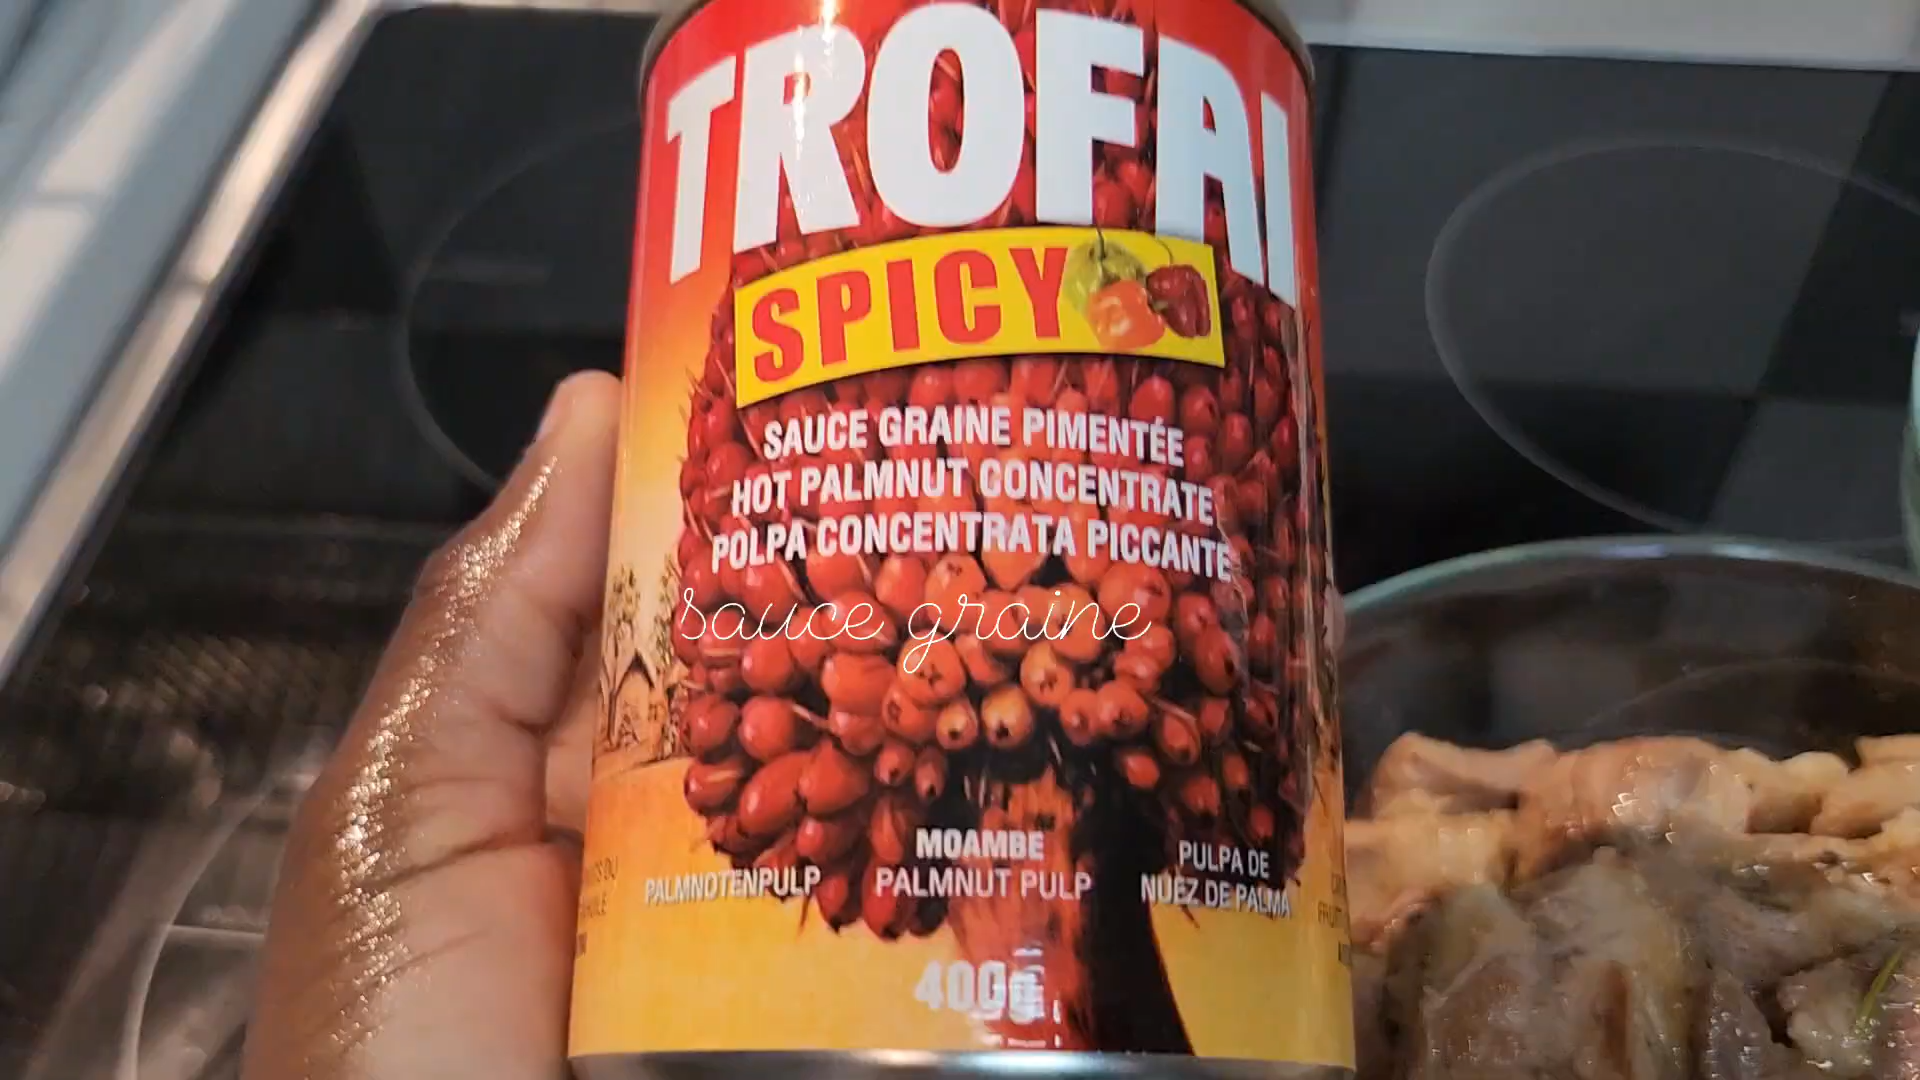 TROFAI
SPICY
SAUCE GRAINE PIMENTÉE
HOT PALMNUT CONCENTRATE
POLPA CONCENTRATA PICCANTE
sauce graine
MOAMBE
PALMNOTENPULP
PALMNUT PULP
PULPA DE
NUEZ DE PALMA
400g